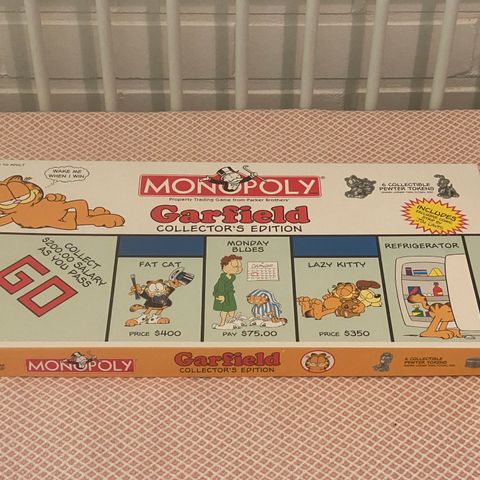 TO ADULT
WAKE ME
WHEN I WIN
MONOPOLY
Property Trading Game from Parker Brothers
Garfield
COLLECTOR'S EDITION
6 COLLECTIBLE
PEWTER TOKENS
INCLUDES
COLLECT
$200.00 SALARY
AS YOU PASS
GO
FAT CAT
PRICE $400
MONDAY
BLUES
PAY $75.00
LAZY KITTY
PRICE $350
REFRIGERATOR
MONOPOLY
Garfield
COLLECTOR'S EDITION
6 COLLECTIBLE
PEWTER TOKENS